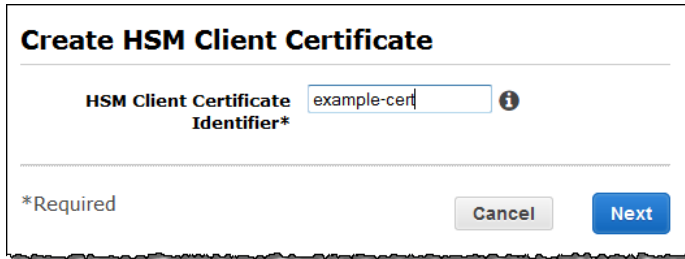 Create HSM Client Certificate
HSM Client Certificate example-cert
Identifier*
*Required
Cancel Next